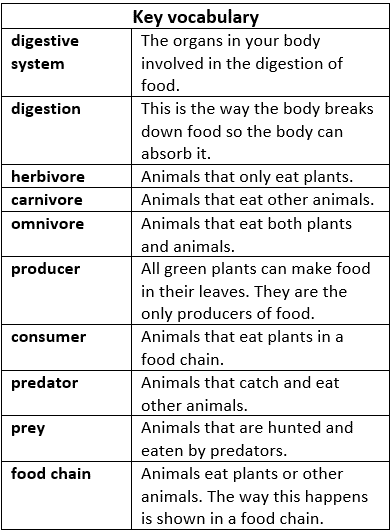 Key vocabulary
digestive system
The organs in your body
involved in the digestion of
food.
digestion
This is the way the body breaks
down food so the body can
absorb it.
herbivore
Animals that only eat plants.
carnivore
Animals that eat other animals.
omnivore
Animals that eat both plants
and animals.
producer
All green plants can make food
in their leaves. They are the
only producers of food.
consumer
Animals that eat plants in a
food chain.
predator
Animals that catch and eat
other animals.
prey
Animals that are hunted and
eaten by predators.
food chain
Animals eat plants or other
animals. The way this happens
is shown in a food chain.